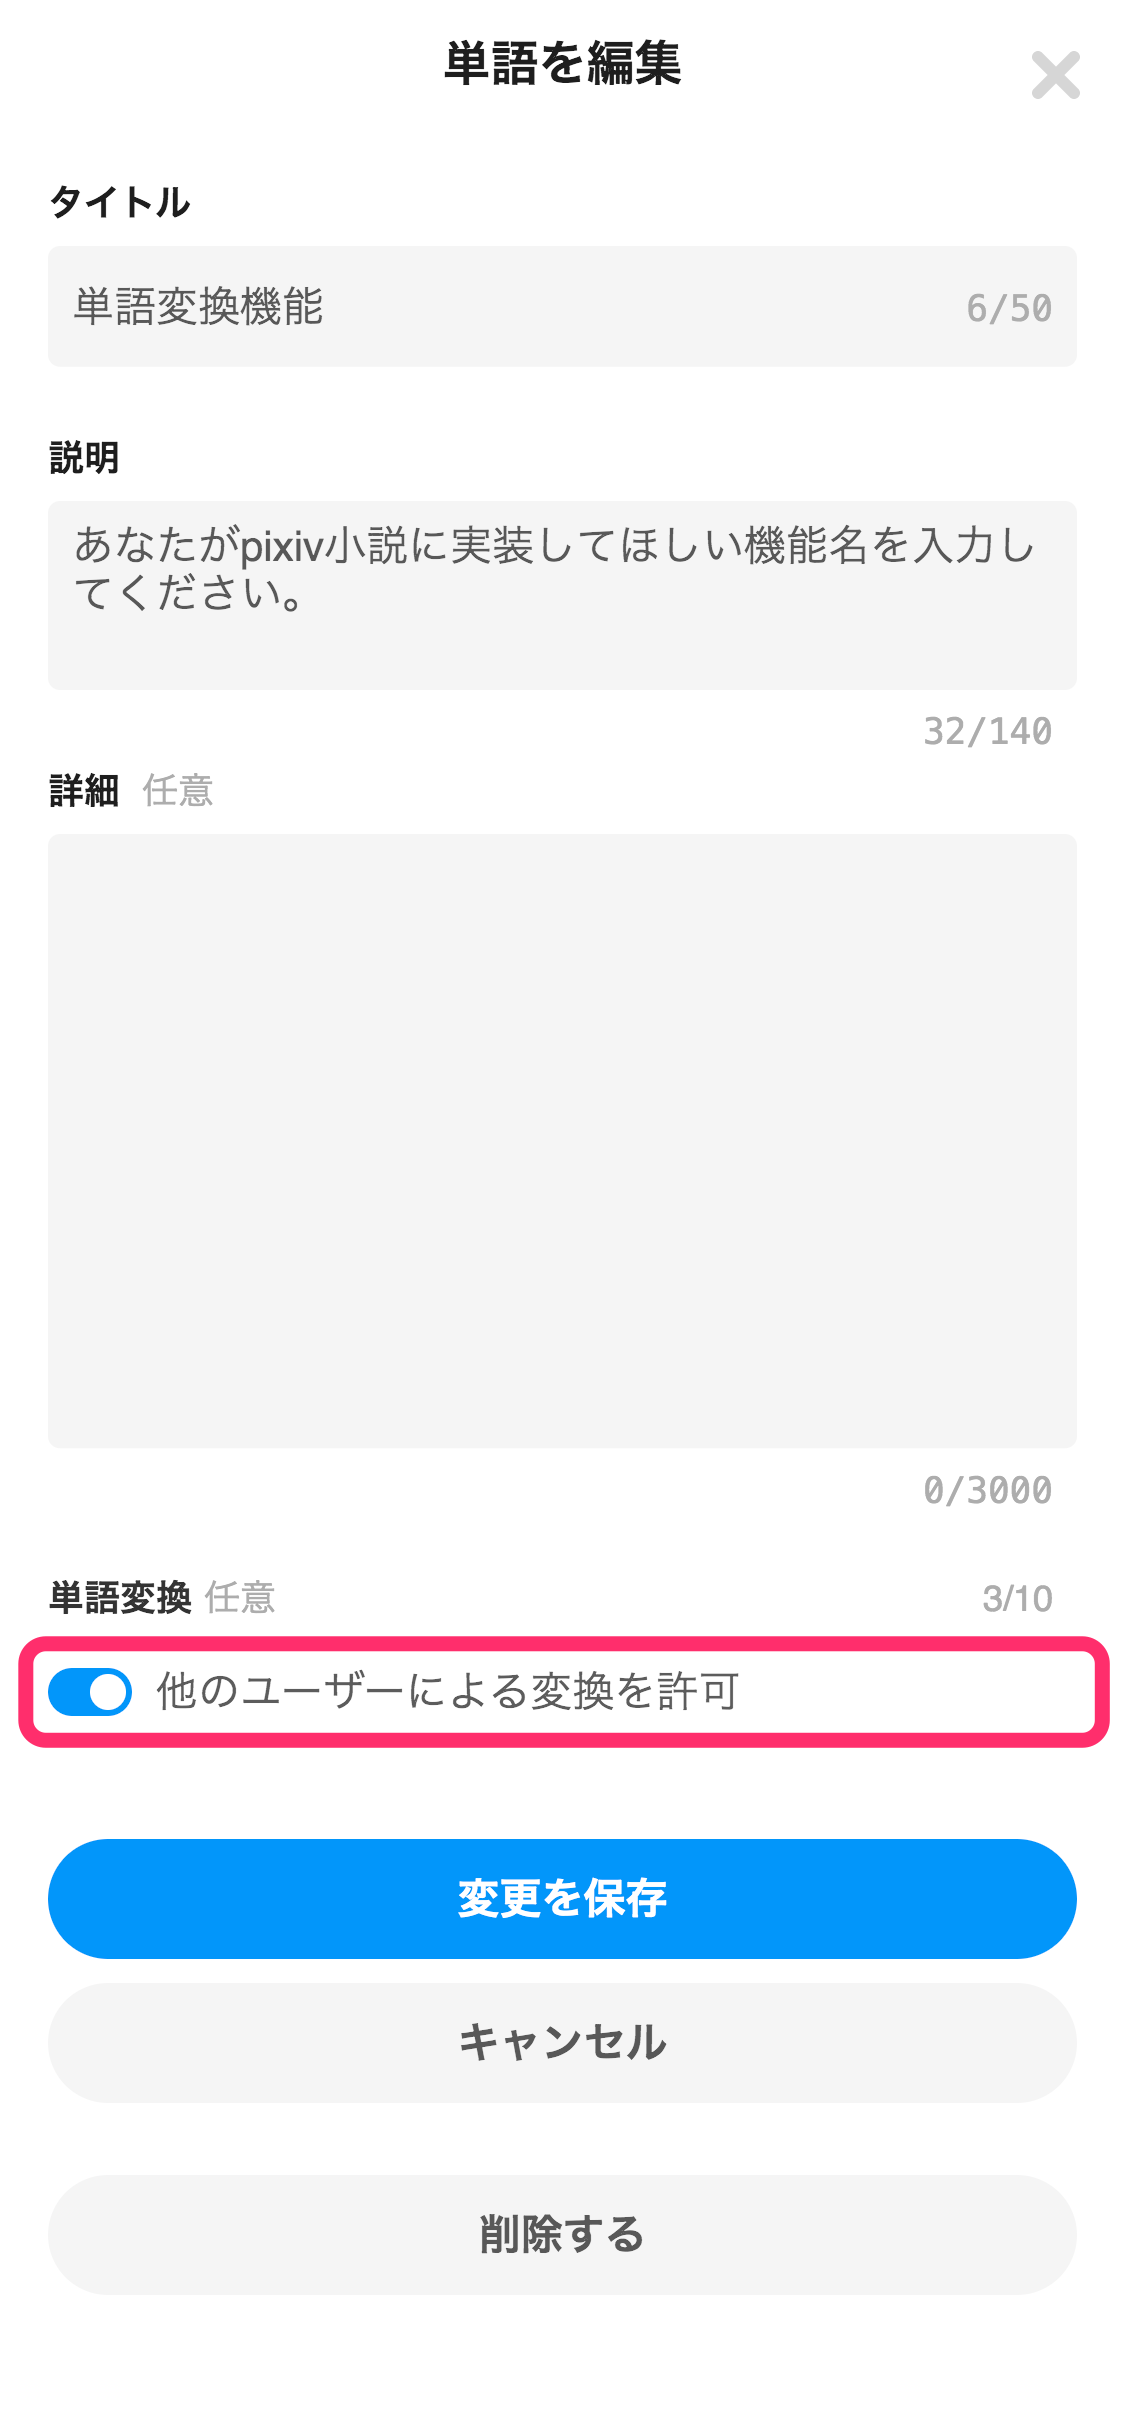 単語を編集
タイトル
単語変換機能 6/50
説明
あなたがpixiv小説に実装してほしい機能名を入力し
てください。
32/140
詳細 任意
0/3000
単語変換 任意 3/10
他のユーザーによる変換を許可
変更を保存
キャンセル
削除する